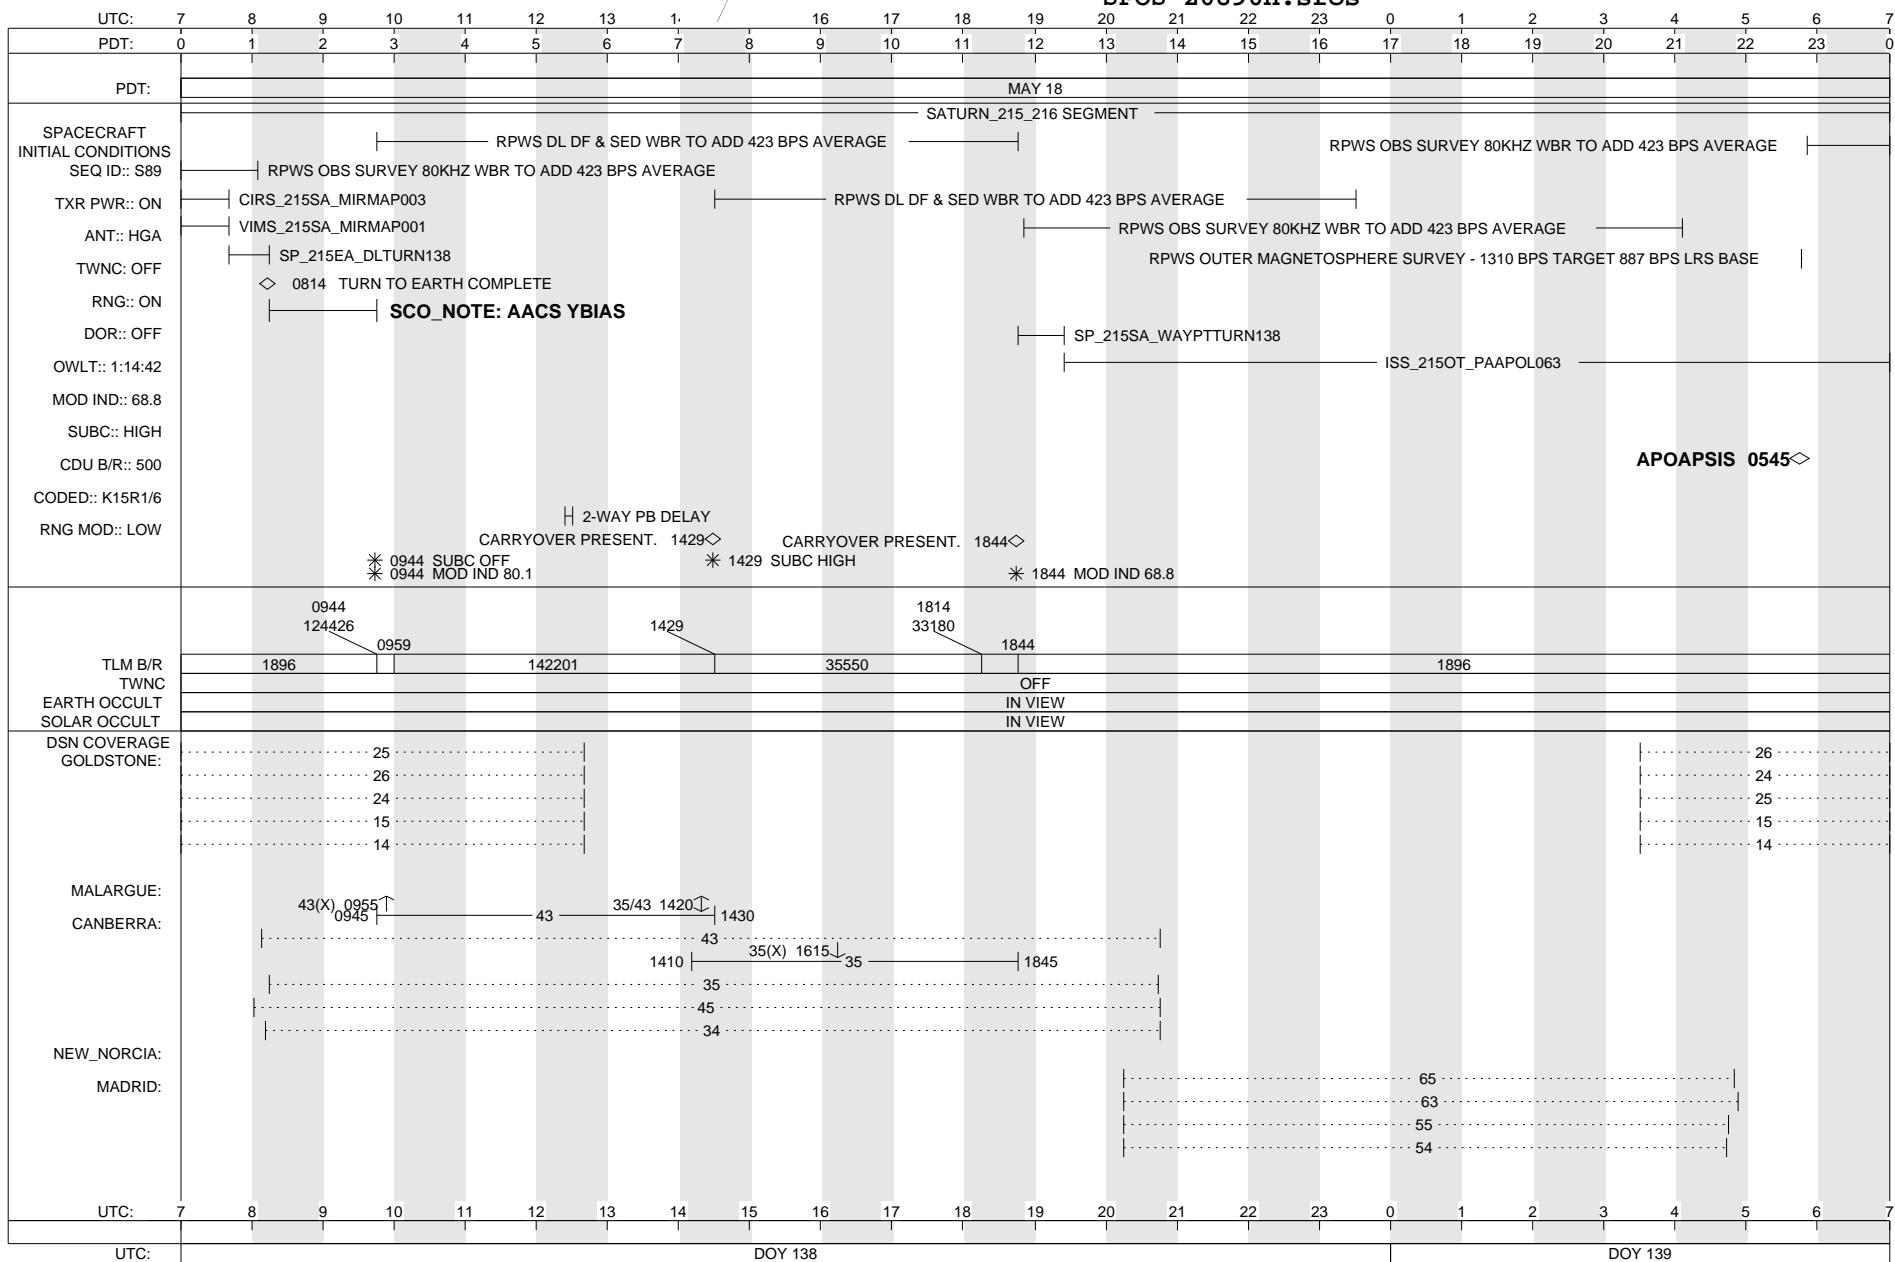 SFOS 20890n.sfos
UTC: 7 8 9 10 11 12 13 14 16 17 18 19 20 21 22 23 0 1 2 3 4 5 6 7
PDT: 0 1 2 3 4 5 6 7 8 9 10 11 12 13 14 15 16 17 18 19 20 21 22 23 0
PDT: MAY 18
SATURN_215_216 SEGMENT
SPACECRAFT
INITIAL CONDITIONS
RPWS DL DF & SED WBR TO ADD 423 BPS AVERAGE
RPWS OBS SURVEY 80KHZ WBR TO ADD 423 BPS AVERAGE
SEQ ID:: S89
RPWS OBS SURVEY 80KHZ WBR TO ADD 423 BPS AVERAGE
TXR PWR:: ON
CIRS_215SA_MIRMAP003
RPWS DL DF & SED WBR TO ADD 423 BPS AVERAGE
VIMS_215SA_MIRMAP001
RPWS OBS SURVEY 80KHZ WBR TO ADD 423 BPS AVERAGE
ANT:: HGA
SP_215EA_DLTURN138
RPWS OUTER MAGNETOSPHERE SURVEY - 1310 BPS TARGET 887 BPS LRS BASE
TWNC: OFF
0814 TURN TO EARTH COMPLETE
RNG:: ON
SCO_NOTE: AACS YBIAS
DOR:: OFF
SP_215SA_WAYPTTURN138
OWLT:: 1:14:42
ISS_215OT_PAAPOL063
MOD IND:: 68.8
SUBC:: HIGH
CDU B/R:: 500
APOAPSIS 0545
CODED:: K15R1/6
2-WAY PB DELAY
RNG MOD:: LOW
CARRYOVER PRESENT. 1429
CARRYOVER PRESENT. 1844
0944 SUBC OFF
1429 SUBC HIGH
0944 MOD IND 80.1
1844 MOD IND 68.8
0944 1814
124426 1429 33180
0959 1844
TLM B/R 1896 142201 35550 1896
TWNC OFF
EARTH OCCULT IN VIEW
SOLAR OCCULT IN VIEW
DSN COVERAGE
GOLDSTONE:
25 26
26 24
24 25
15 15
14 14
MALARGUE:
43(X) 0955 35/43 1420
0945 43 1430
CANBERRA:
43
35(X) 1615
1410 35 1845
35
45
34
NEW_NORCIA:
65
MADRID:
63
55
54
UTC: 7 8 9 10 11 12 13 14 15 16 17 18 19 20 21 22 23 0 1 2 3 4 5 6 7
UTC: DOY 138 DOY 139